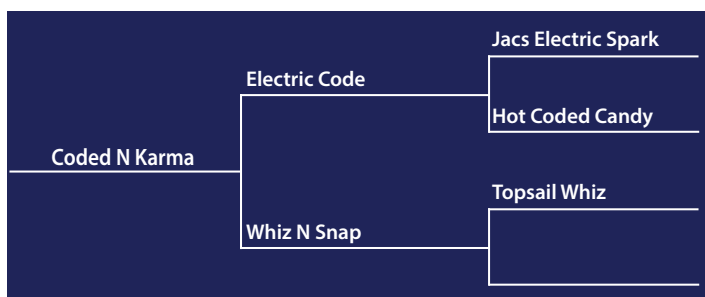 Jacs Electric Spark
Electric Code
Hot Coded Candy
Coded N Karma
Topsail Whiz
Whiz N Snap